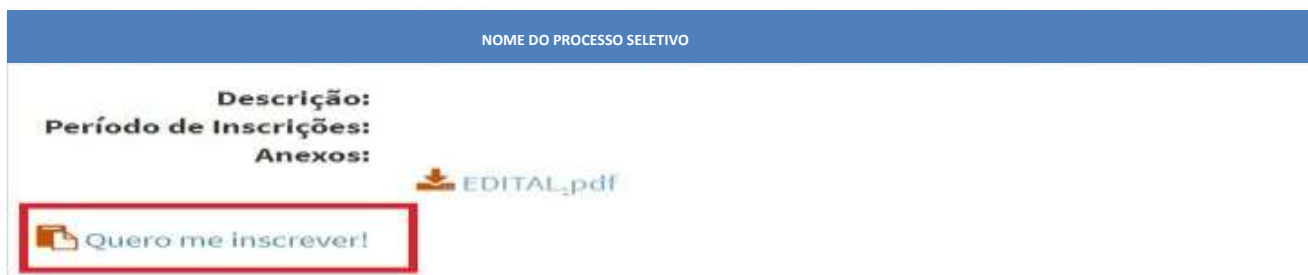 NOME DO PROCESSO SELETIVO
Descrição:
Período de Inscrições:
Anexos:
EDITAL.pdf
Quero me inscrever!